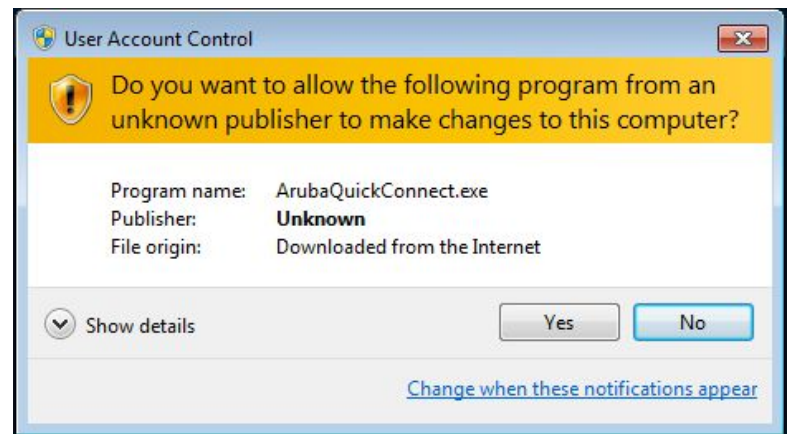 User Account Control
Do you want to allow the following program from an
unknown publisher to make changes to this computer?
Program name: ArubaQuickConnect.exe
Publisher: Unknown
File origin: Downloaded from the Internet
Show details Yes No
Change when these notifications appear